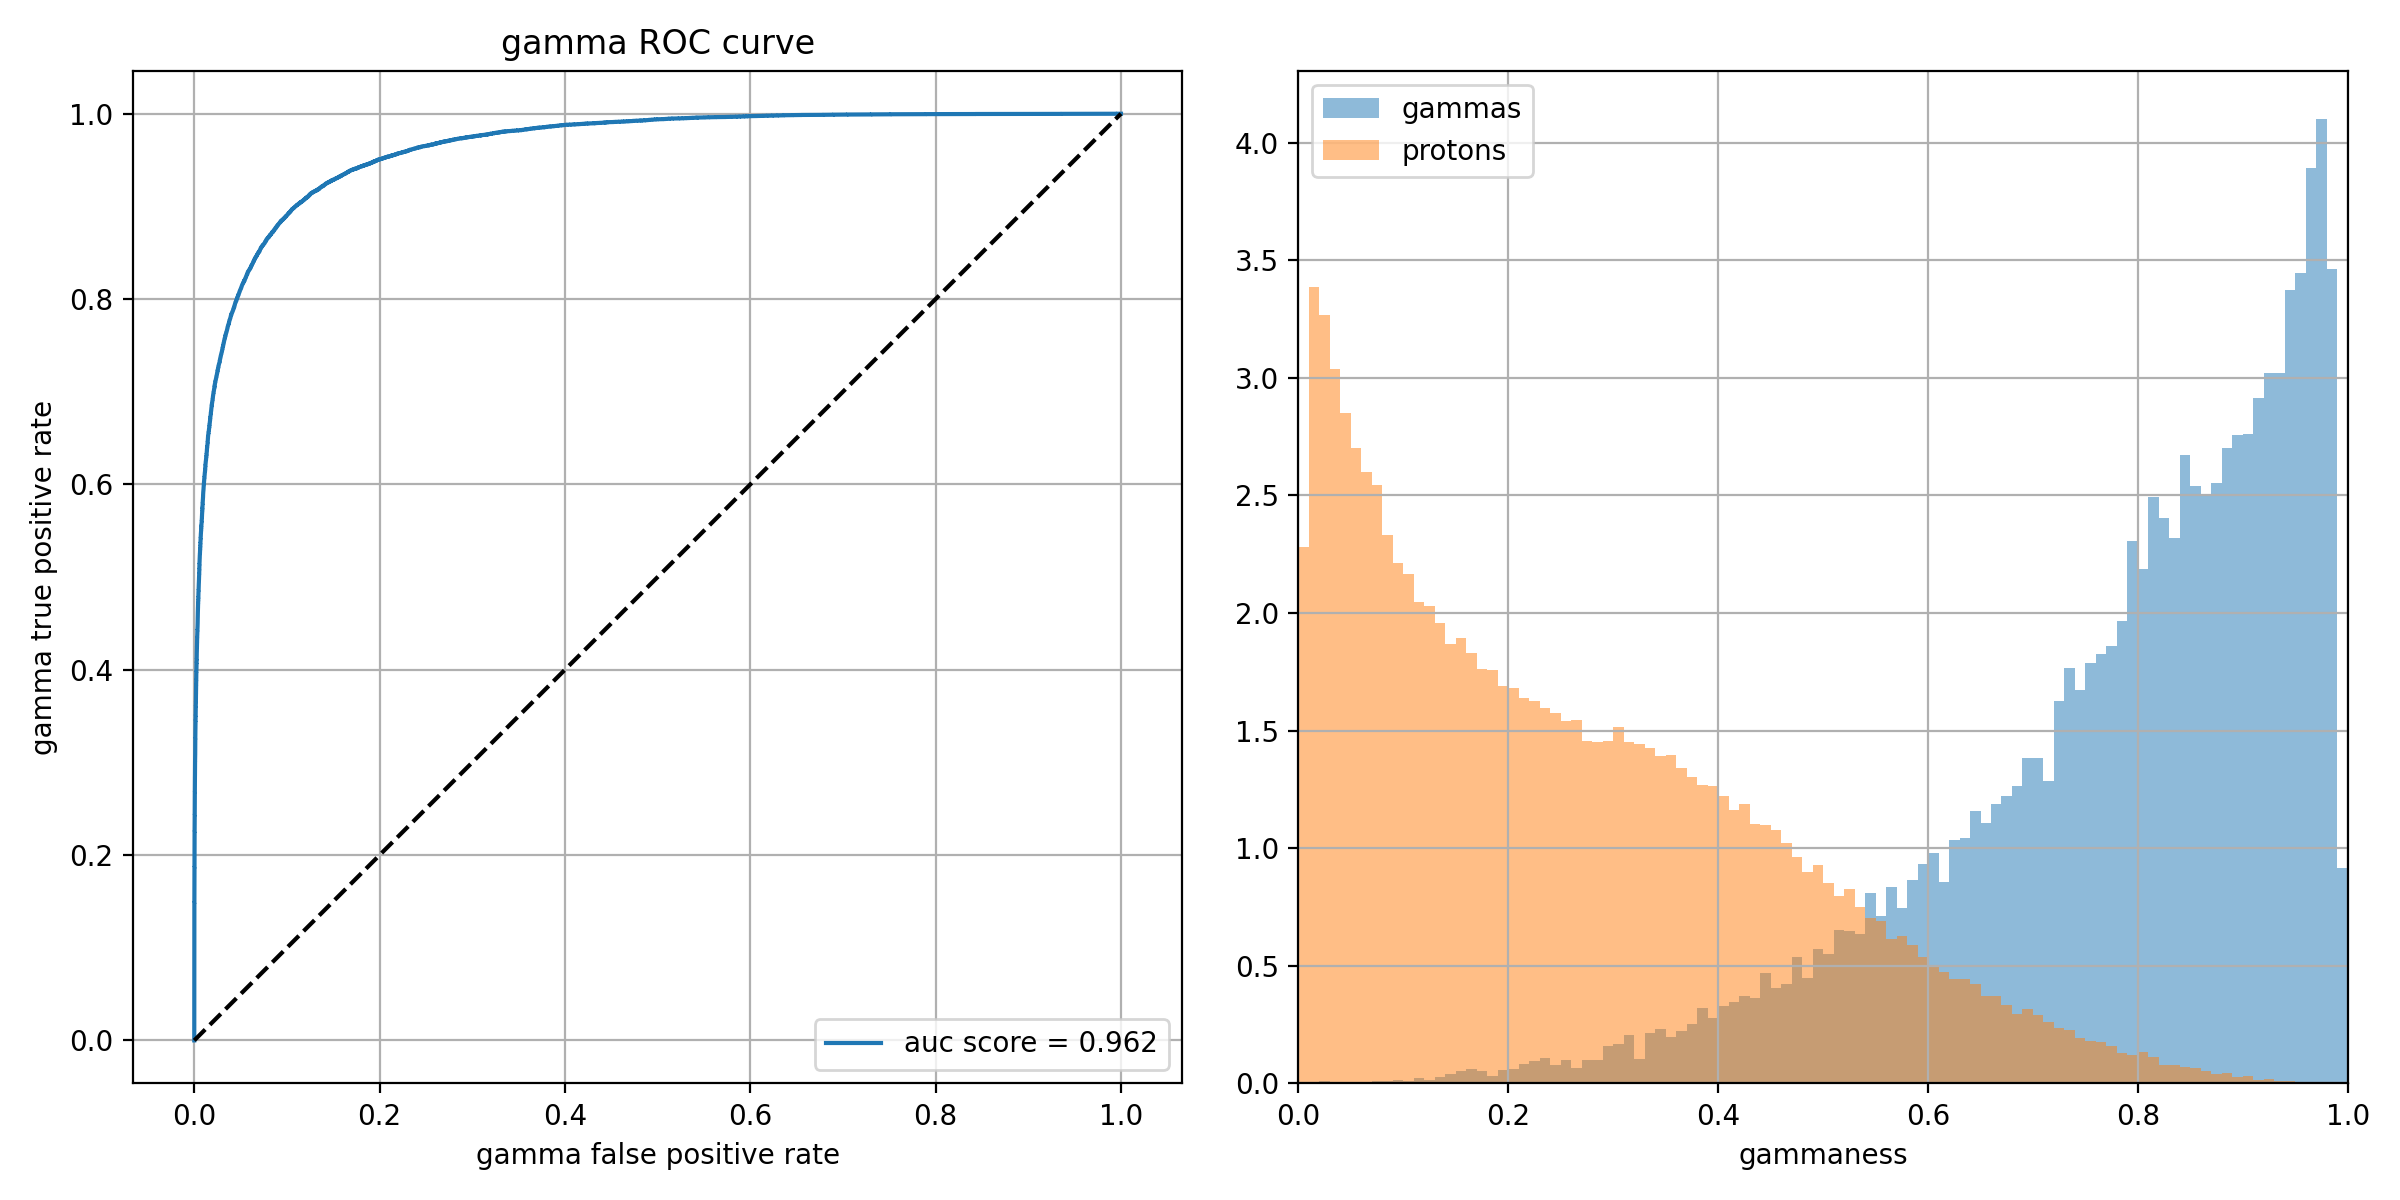 gamma ROC curve
gamma true positive rate
1.0
0.8
0.6
0.4
0.2
0.0
0.0 0.2 0.4 0.6 0.8 1.0
gamma false positive rate
auc score = 0.962
gammas
protons
4.0
3.5
3.0
2.5
2.0
1.5
1.0
0.5
0.0
0.0 0.2 0.4 0.6 0.8 1.0
gammaness